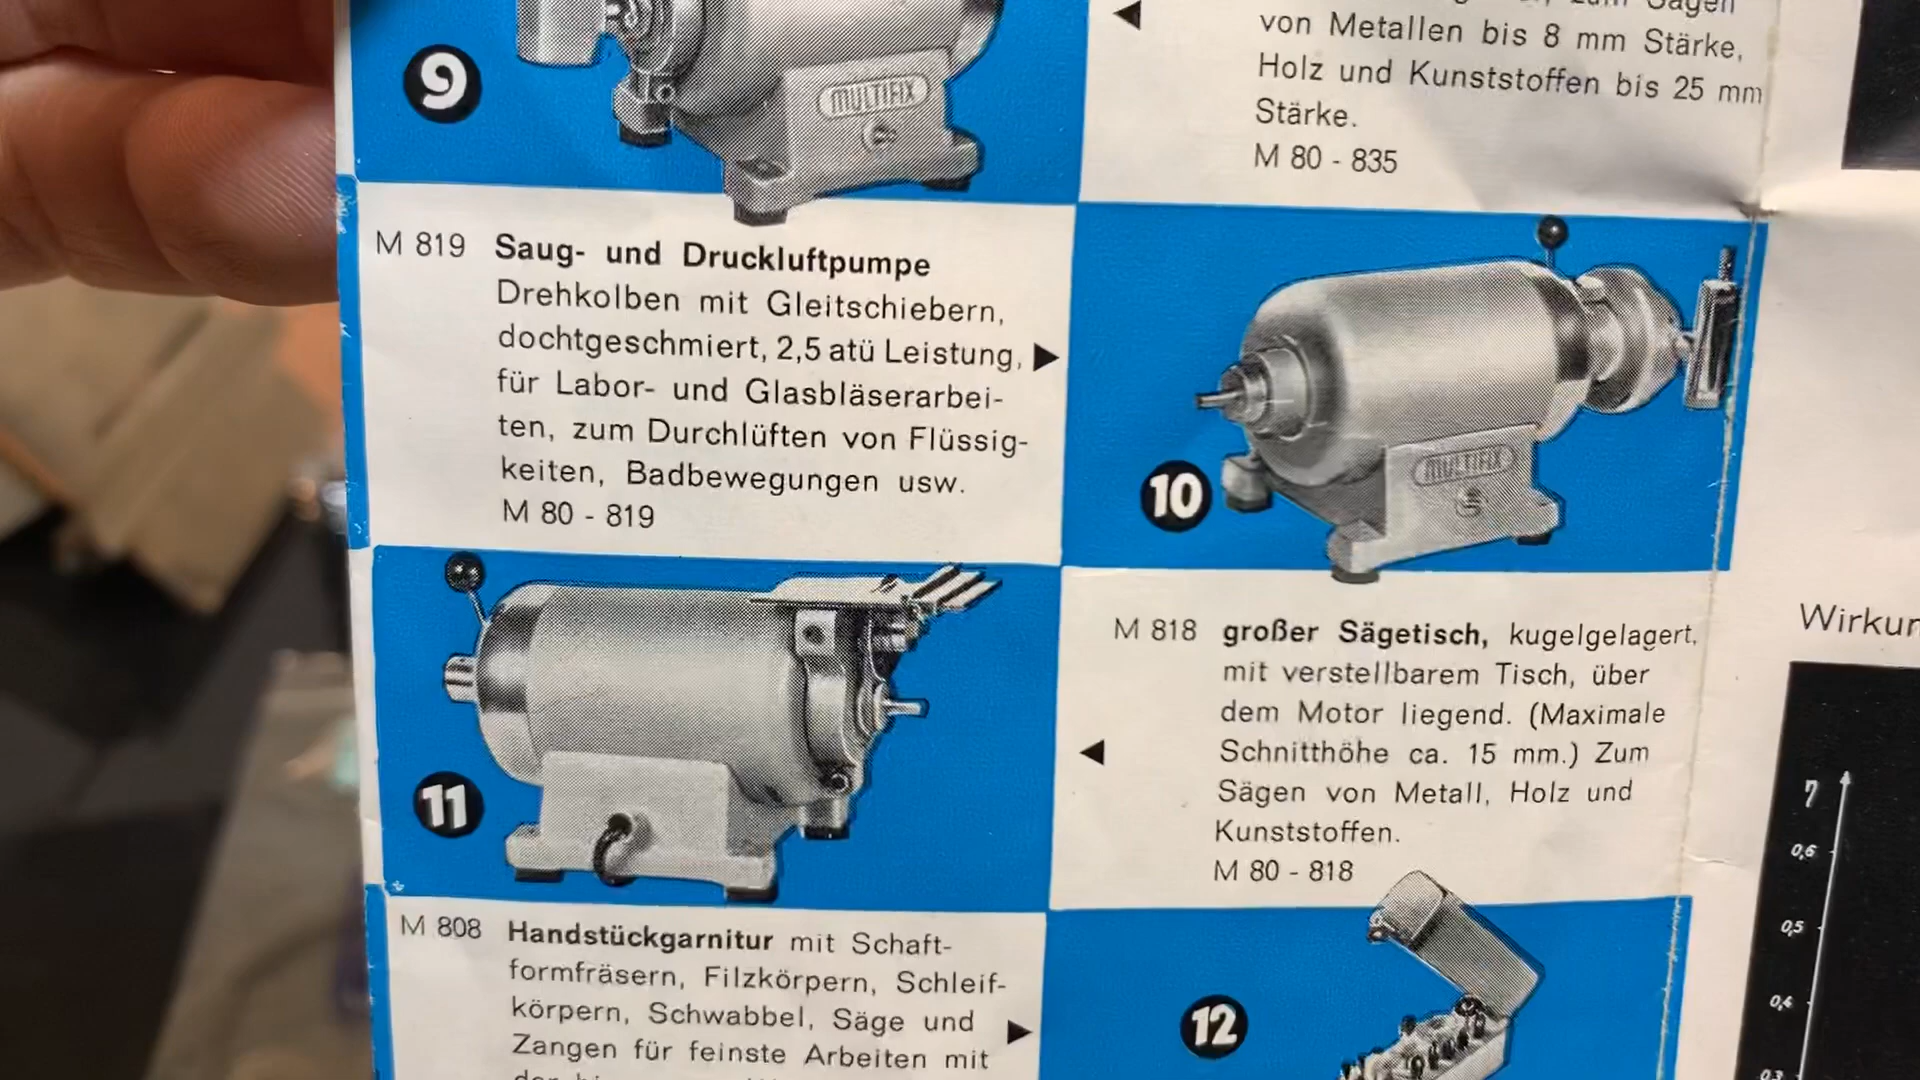 9
MULTIFIX
von Metallen bis 8 mm Stärke,
Holz und Kunststoffen bis 25 mm
Stärke.
M 80 - 835
M 819 Saug- und Druckluftpumpe
Drehkolben mit Gleitschiebern,
dochtgeschmiert, 2,5 atü Leistung,
für Labor- und Glasbläserarbei-
ten, zum Durchlüften von Flüssig-
keiten, Badbewegungen usw.
M 80 - 819
10
MULTIFIX
11
M 818 großer Sägetisch, kugelgelagert,
mit verstellbarem Tisch, über
dem Motor liegend. (Maximale
Schnitthöhe ca. 15 mm.) Zum
Sägen von Metall, Holz und
Kunststoffen.
M 80 - 818
M 808 Handstückgarnitur mit Schaft-
formfräsern, Filzkörpern, Schleif-
körpern, Schwabbel, Säge und
Zangen für feinste Arbeiten mit
12
η
0,6
0,5
0,4